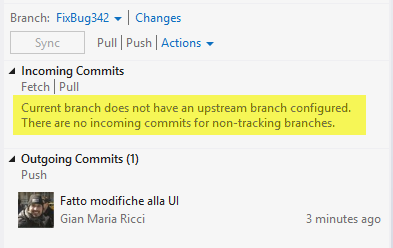 Branch: FixBug342 | Changes
Sync Pull | Push | Actions
Incoming Commits
Fetch | Pull
Current branch does not have an upstream branch configured.
There are no incoming commits for non-tracking branches.
Outgoing Commits (1)
Push
Fatto modifiche alla UI
Gian Maria Ricci 3 minutes ago